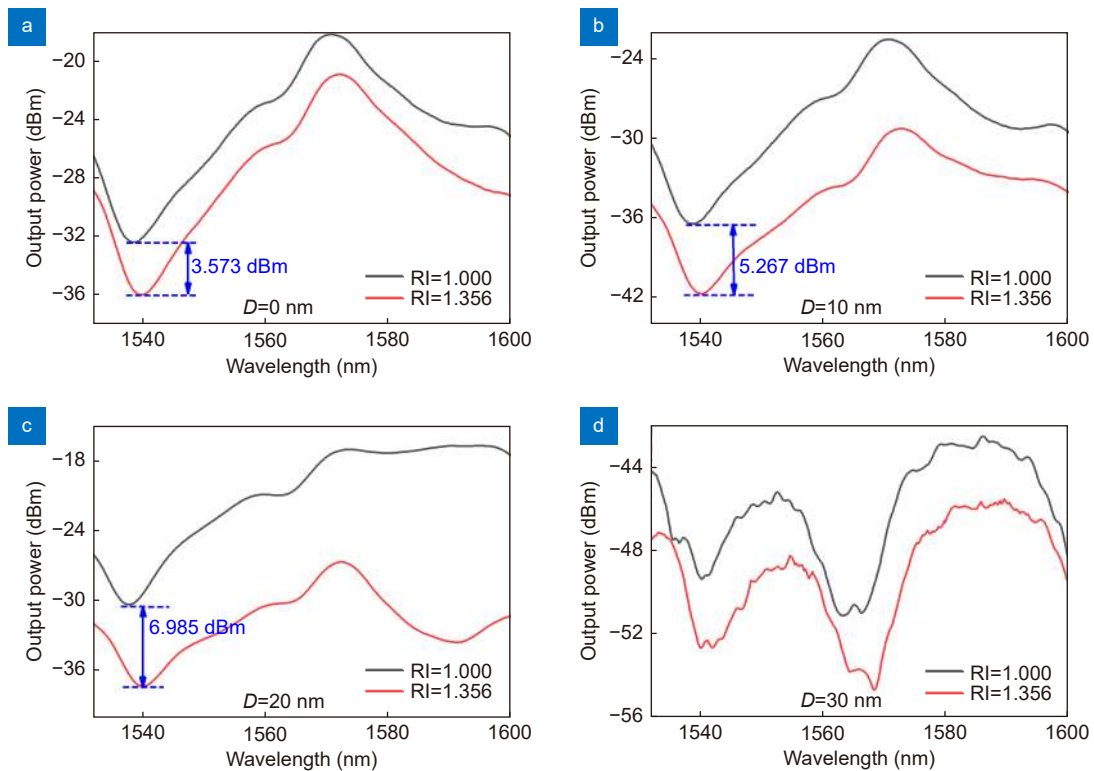 a
−20
−24
−28
−32
−36
Output power (dBm)
3.573 dBm
RI=1.000
RI=1.356
D=0 nm
1540
1560
1580
1600
Wavelength (nm)
b
−24
−30
−36
−42
Output power (dBm)
5.267 dBm
RI=1.000
RI=1.356
D=10 nm
1540
1560
1580
1600
Wavelength (nm)
c
−18
−24
−30
−36
Output power (dBm)
6.985 dBm
RI=1.000
RI=1.356
D=20 nm
1540
1560
1580
1600
Wavelength (nm)
d
−44
−48
−52
−56
Output power (dBm)
RI=1.000
RI=1.356
D=30 nm
1540
1560
1580
1600
Wavelength (nm)